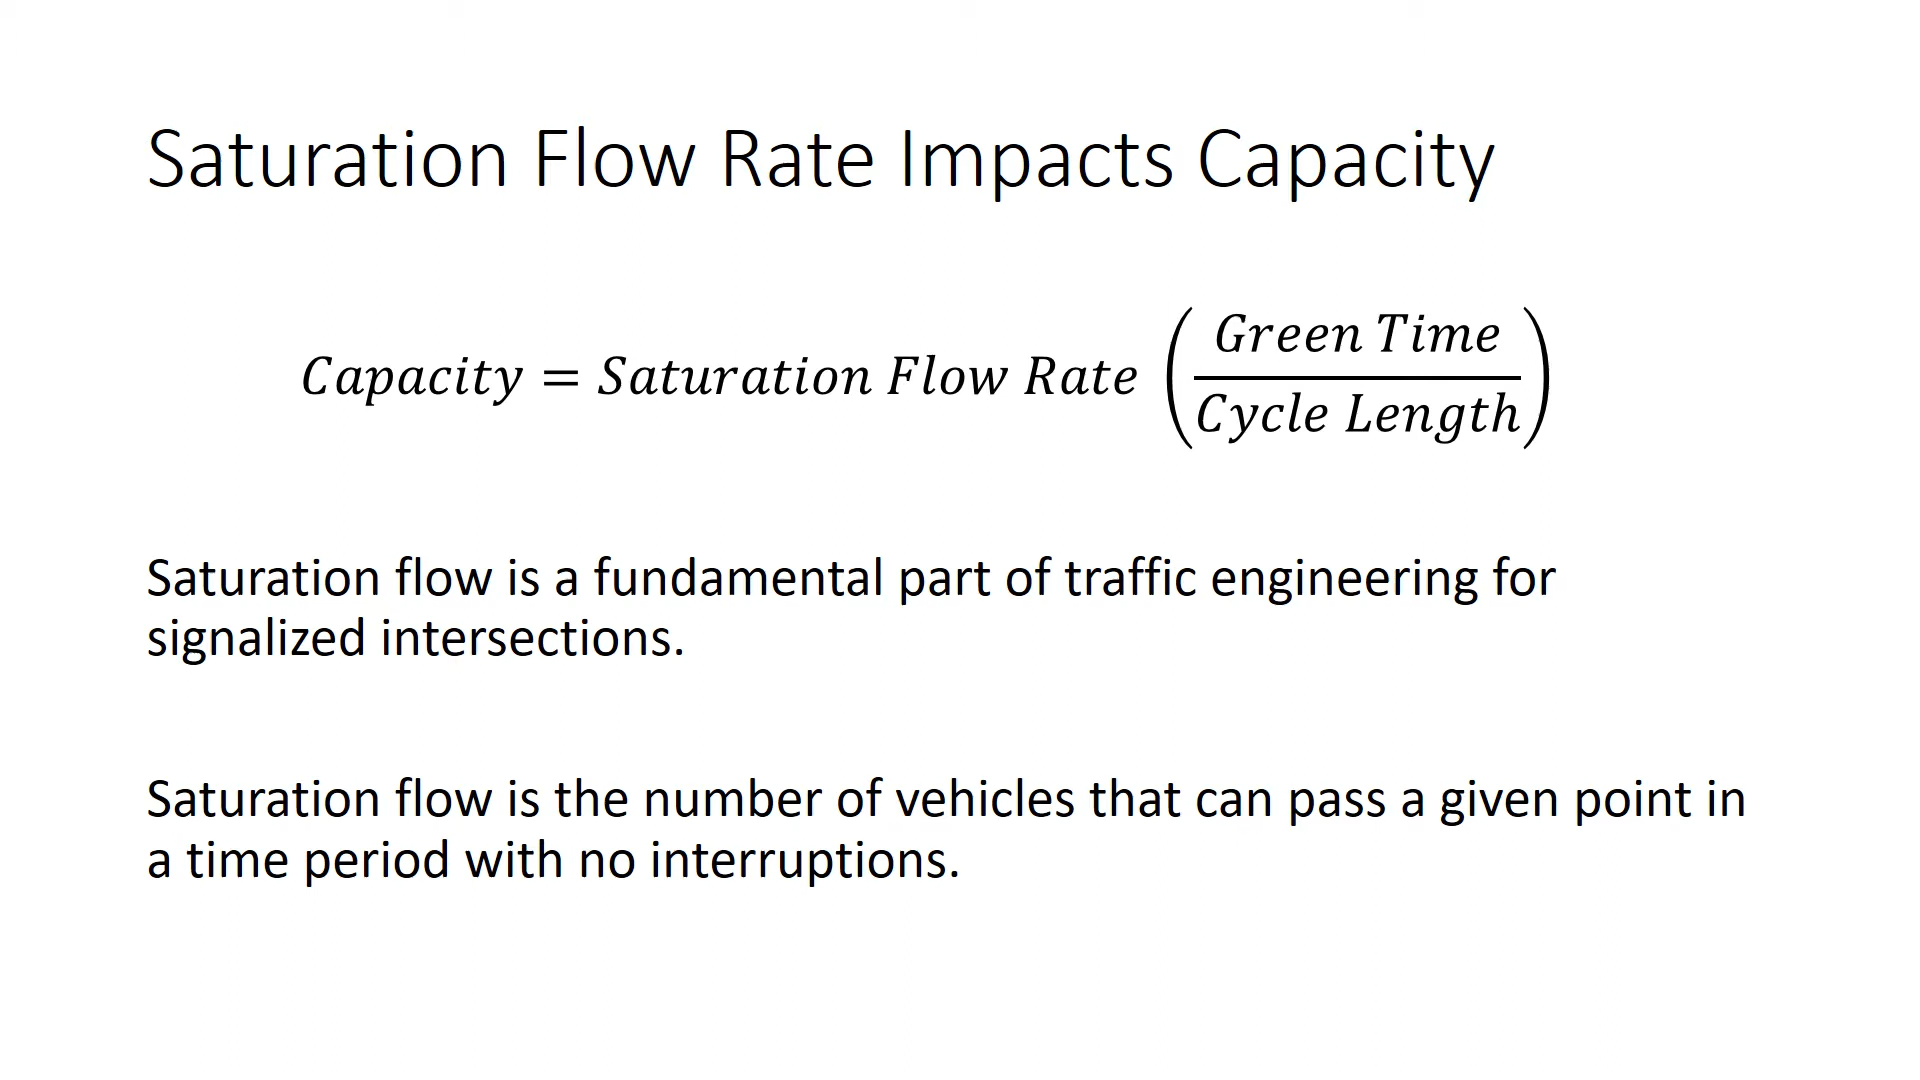 Saturation Flow Rate Impacts Capacity
Capacity = Saturation Flow Rate (Green Time / Cycle Length)
Saturation flow is a fundamental part of traffic engineering for
signalized intersections.
Saturation flow is the number of vehicles that can pass a given point in
a time period with no interruptions.